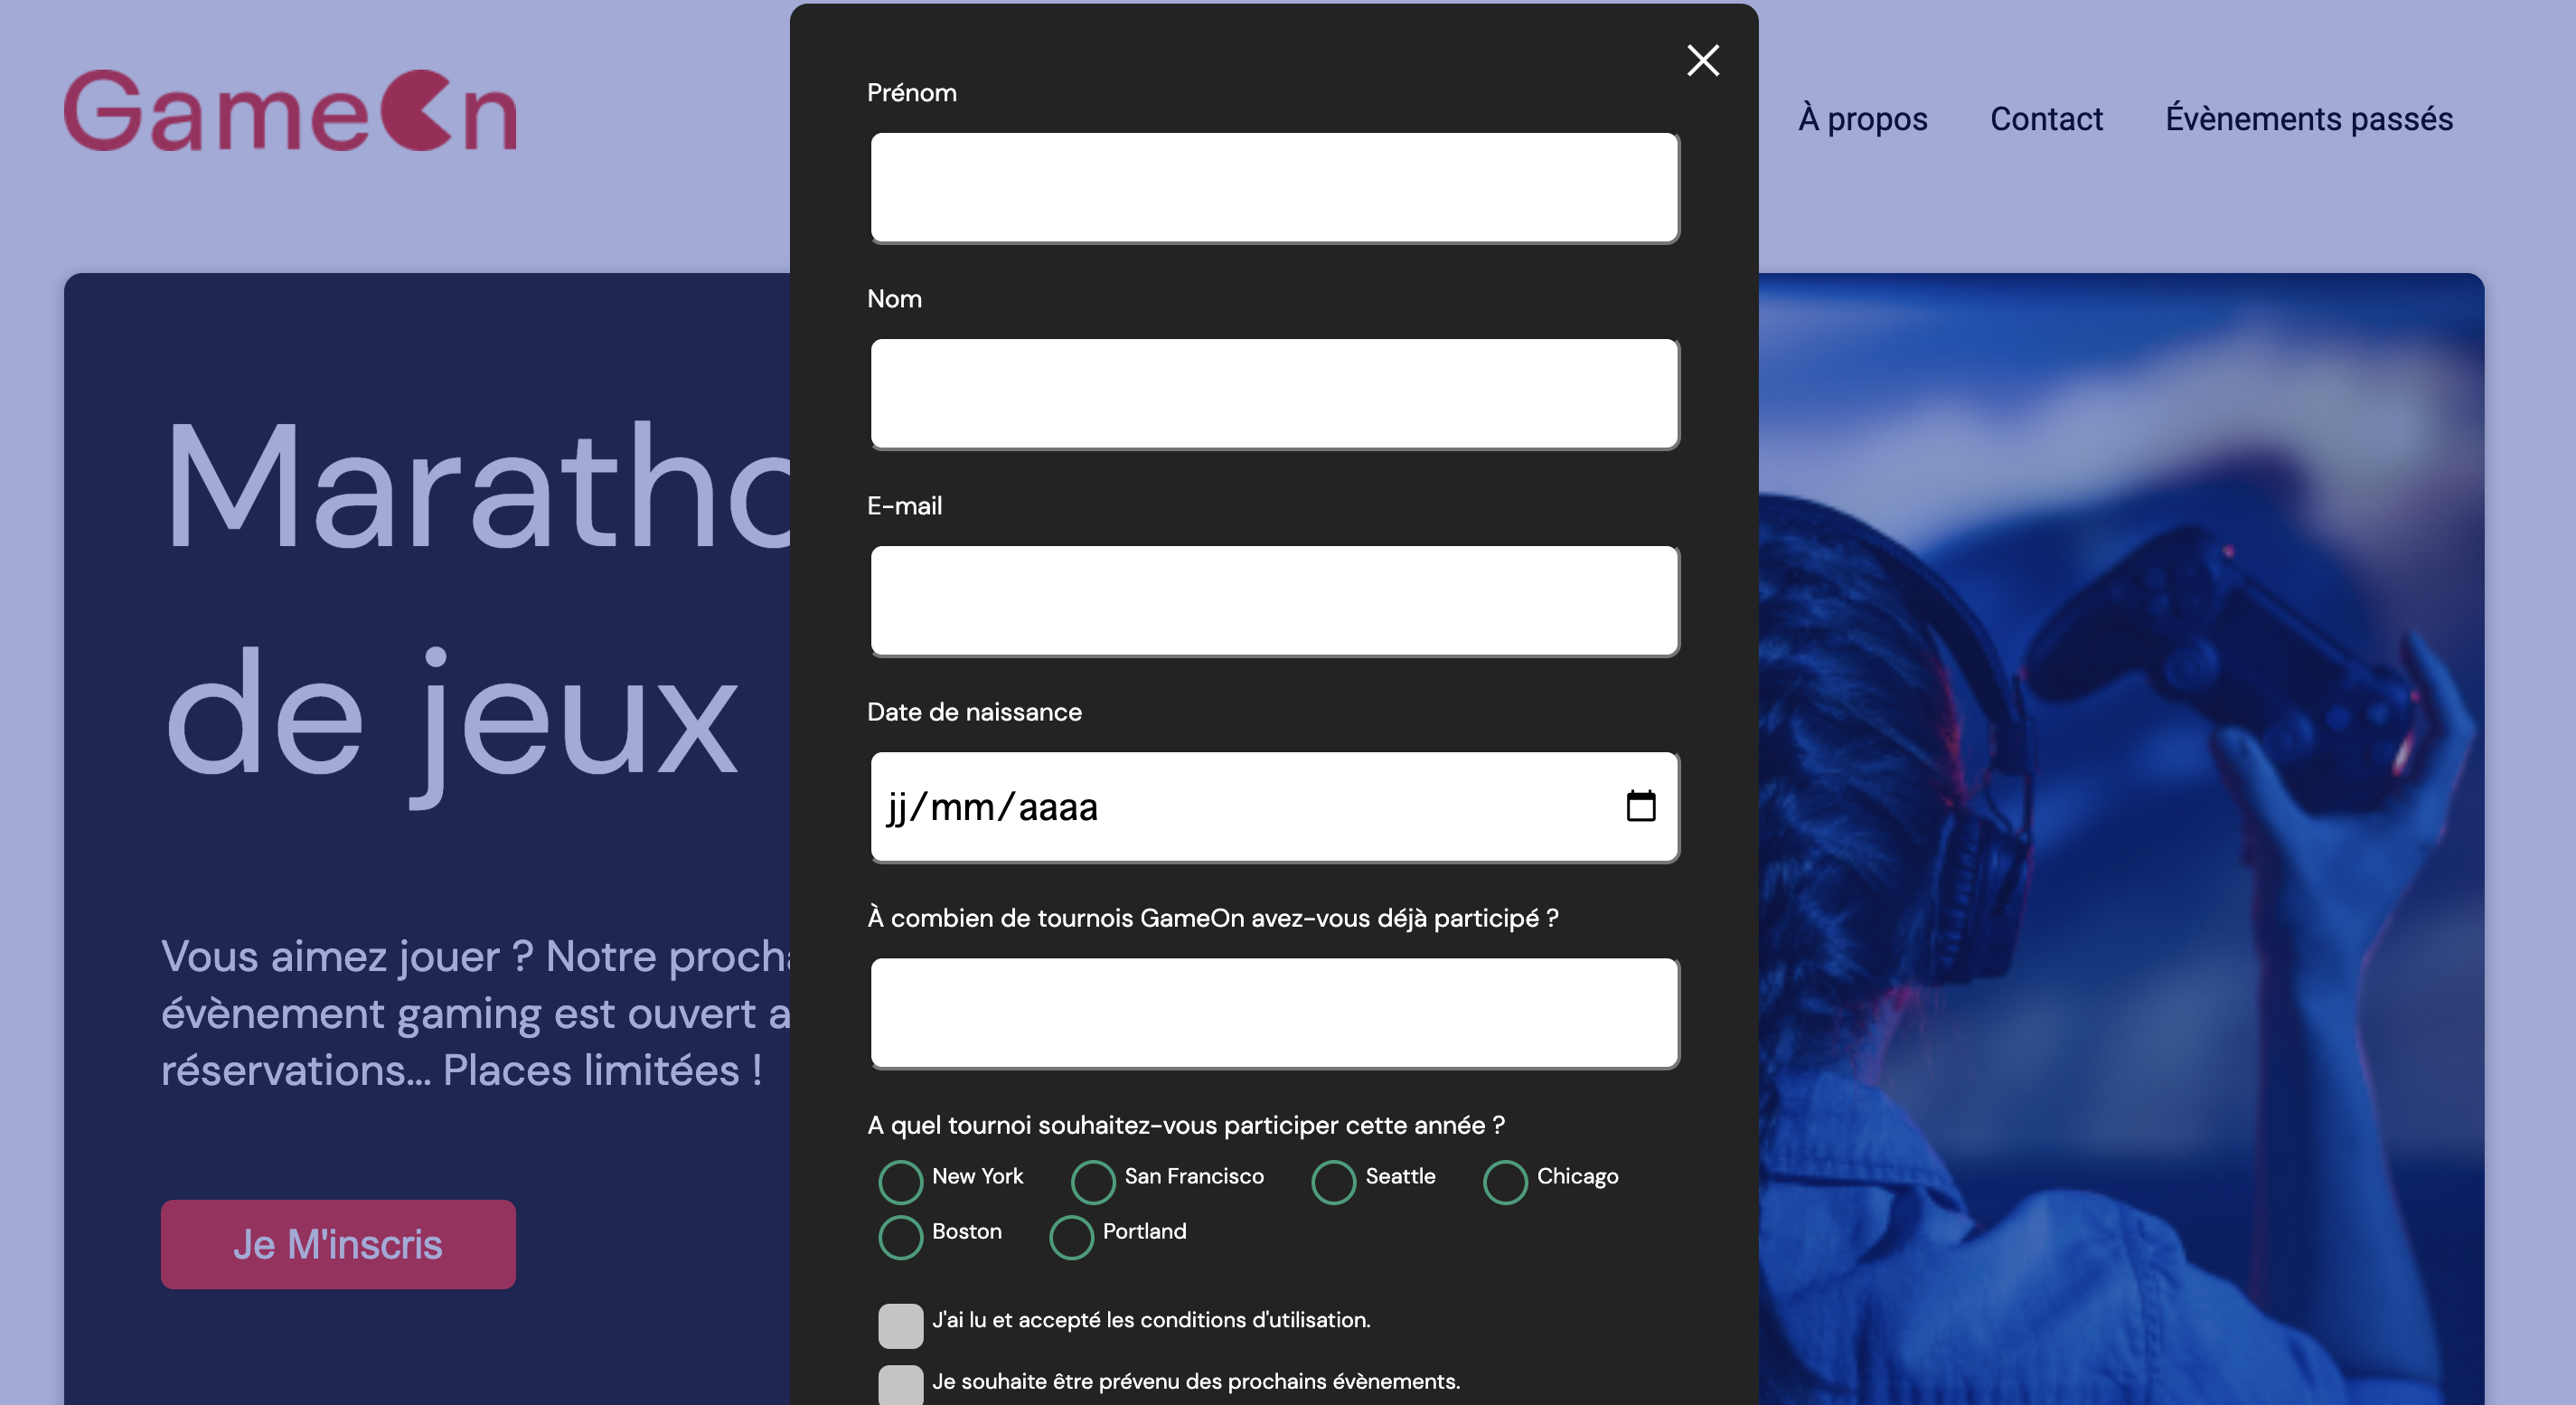 GameOn
À propos Contact Évènements passés
Maratho
de jeux
Vous aimez jouer ? Notre procha
évènement gaming est ouvert a
réservations... Places limitées !
Je M'inscris
Prénom
Nom
E-mail
Date de naissance
jj/mm/aaaa
À combien de tournois GameOn avez-vous déjà participé ?
A quel tournoi souhaitez-vous participer cette année ?
New York San Francisco Seattle Chicago
Boston Portland
J'ai lu et accepté les conditions d'utilisation.
Je souhaite être prévenu des prochains évènements.